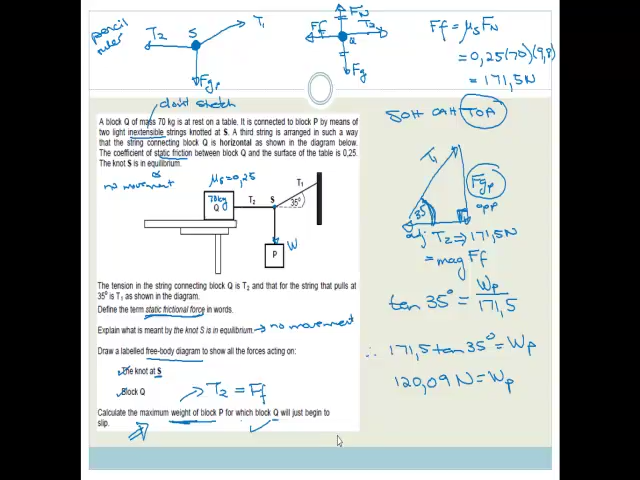 pencil
ruler
T2
S
T1
Fgp
FN
Ff
T2
Q
Fg
Ff = μsFN
= 0,25(70)(9,8)
= 171,5N
don't stretch
A block Q of mass 70 kg is at rest on a table. It is connected to block P by means of
two light inextensible strings knotted at S. A third string is arranged in such a way
that the string connecting block Q is horizontal as shown in the diagram below.
The coefficient of static friction between block Q and the surface of the table is 0,25.
The knot S is in equilibrium.
no movement
μs = 0,25
70kg
Q
T2
S
T1
35°
P
W
SOH CAH TOA
T1
Fgp
opp
35°
adj T2 ⇒ 171,5N
= mag Ff
tan 35° = Wp
171,5
∴ 171,5 tan 35° = Wp
120,09 N = Wp
The tension in the string connecting block Q is T2 and that for the string that pulls at
35° is T1 as shown in the diagram.
Define the term static frictional force in words.
Explain what is meant by the knot S is in equilibrium. → no movement
Draw a labelled free-body diagram to show all the forces acting on:
The knot at S
Block Q
→ T2 = Ff
Calculate the maximum weight of block P for which block Q will just begin to
slip.